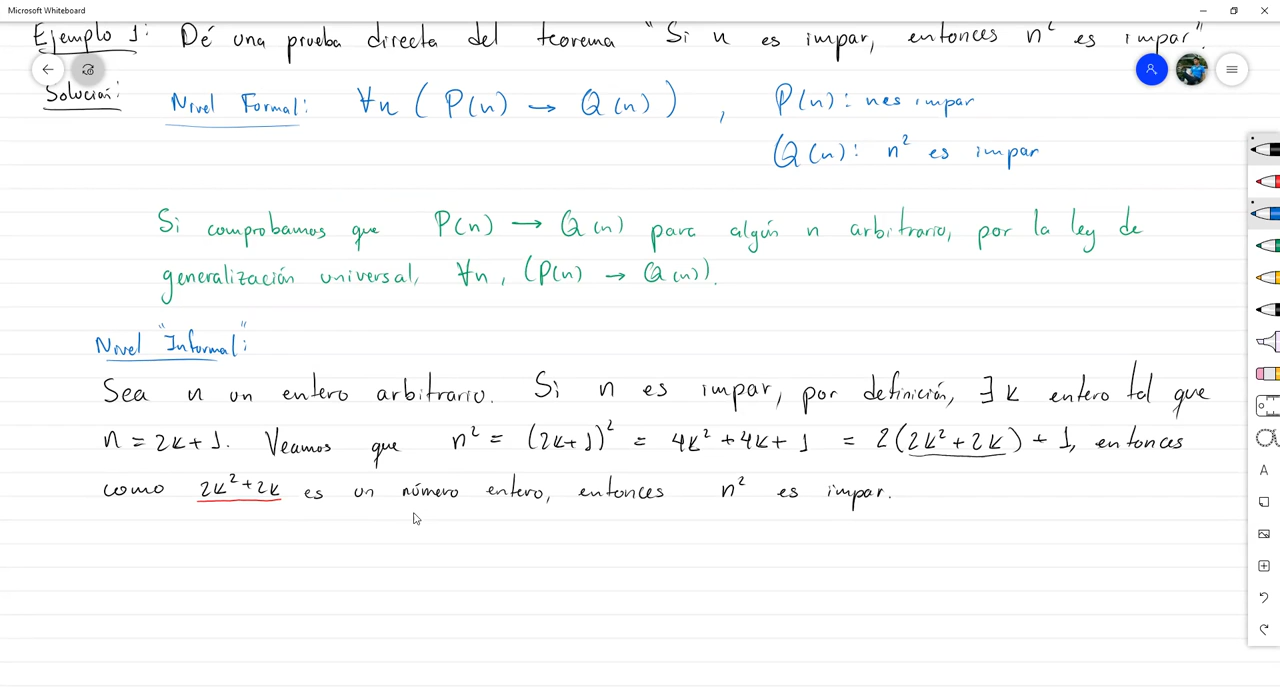 Microsoft Whiteboard
Ejemplo 1: Dé una prueba directa del teorema "Si n es impar, entonces n² es impar".
Solución:
Nivel Formal: ∀n ( P(n) → Q(n) ) , P(n): n es impar
Q(n): n² es impar
Si comprobamos que P(n) → Q(n) para algún n arbitrario, por la ley de
generalización universal, ∀n, (P(n) → Q(n)).
Nivel "Informal":
Sea n un entero arbitrario. Si n es impar, por definición, ∃ k entero tal que
n = 2k+1. Veamos que n² = (2k+1)² = 4k² + 4k + 1 = 2(2k² + 2k) + 1, entonces
como 2k² + 2k es un número entero, entonces n² es impar.
A